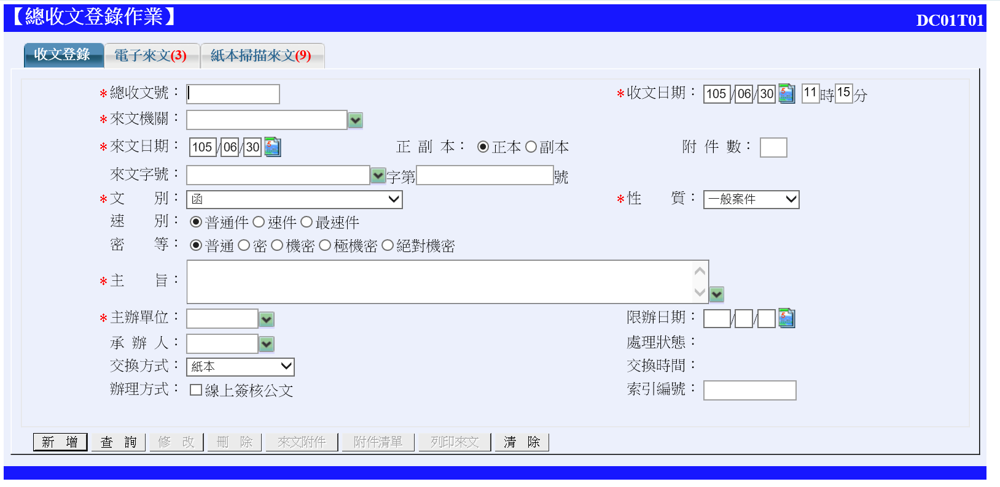 【總收文登錄作業】 DC01T01
收文登錄 電子來文(3) 紙本掃描來文(9)
*總收文號： *收文日期： 105/06/30 11時15分
*來文機關：
*來文日期： 105/06/30 正 副 本： 正本 副本 附 件 數：
來文字號： 字第 號
*文 別： 函 *性 質： 一般案件
速 別： 普通件 速件 最速件
密 等： 普通 密 機密 極機密 絕對機密
*主 旨：
*主辦單位： 限辦日期： / /
承 辦 人： 處理狀態：
交換方式： 紙本 交換時間：
辦理方式： 線上簽核公文 索引編號：
新 增 查 詢 修 改 刪 除 來文附件 附件清單 列印來文 清 除